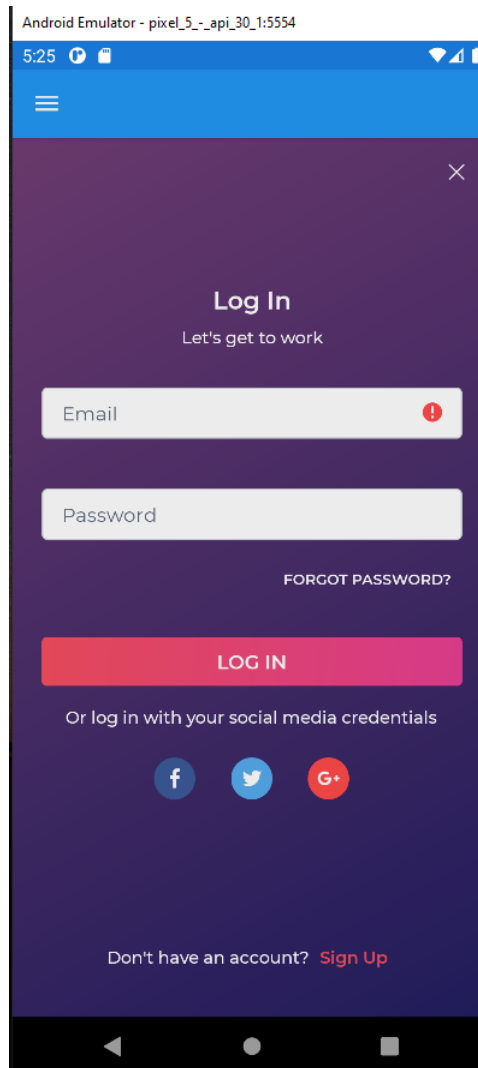 Android Emulator - pixel_5_-_api_30_1:5554
5:25
Log In
Let's get to work
Email
Password
FORGOT PASSWORD?
LOG IN
Or log in with your social media credentials
f
G+
Don't have an account? Sign Up